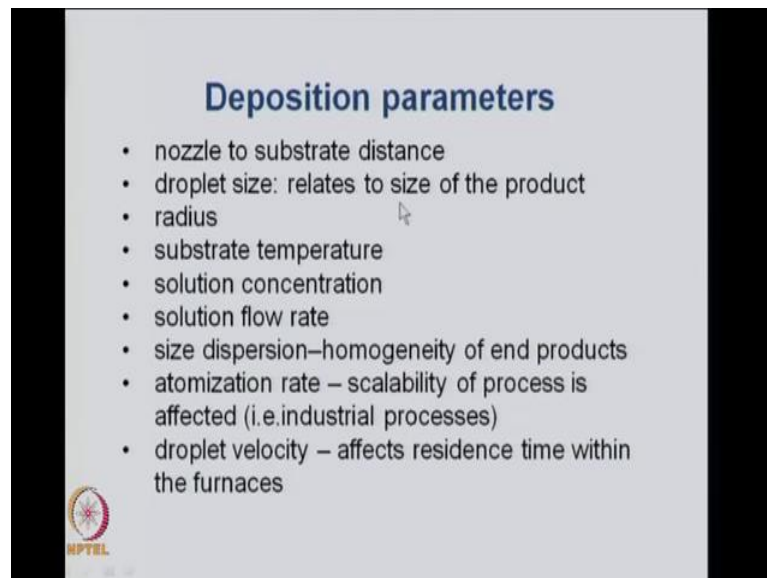 Deposition parameters
• nozzle to substrate distance
• droplet size: relates to size of the product
• radius
• substrate temperature
• solution concentration
• solution flow rate
• size dispersion–homogeneity of end products
• atomization rate – scalability of process is
affected (i.e.industrial processes)
• droplet velocity – affects residence time within
the furnaces
NPTEL